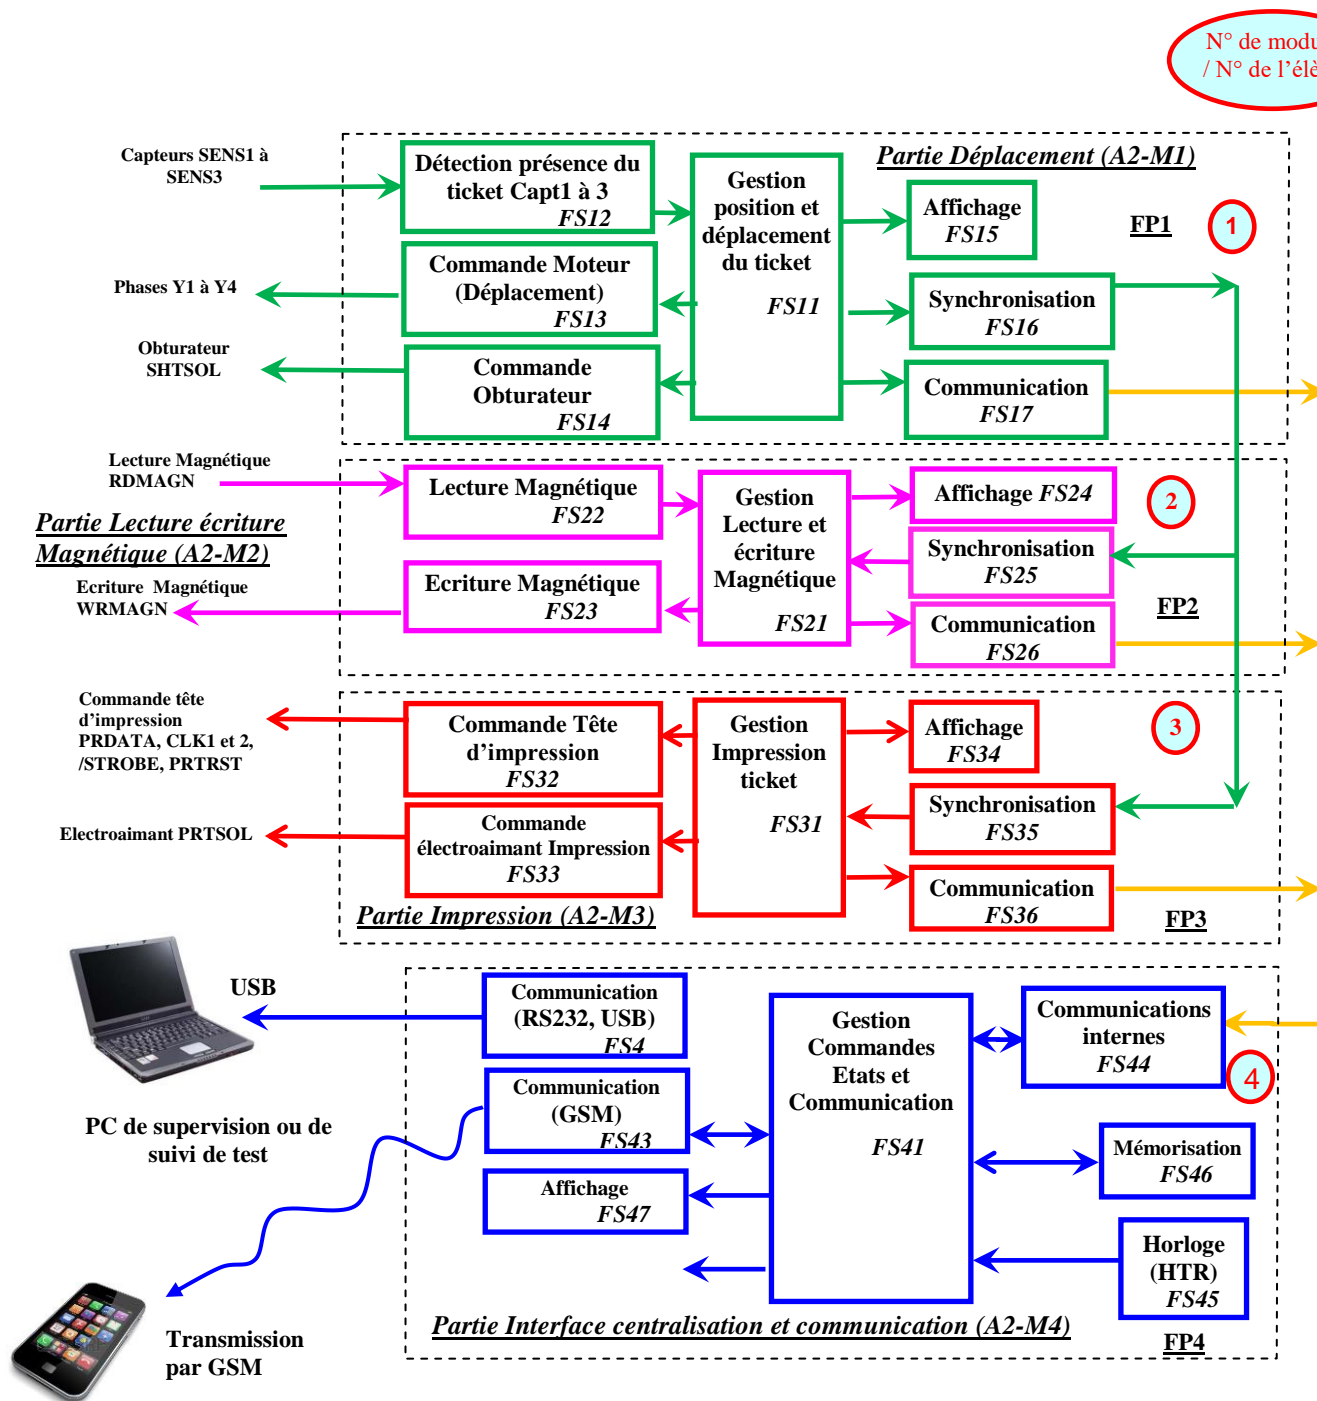 N° de modu
/ N° de l'élè
Capteurs SENS1 à
SENS3
Détection présence du
ticket Capt1 à 3
FS12
Gestion
position et
déplacement
du ticket
FS11
Partie Déplacement (A2-M1)
Affichage
FS15
FP1
1
Phases Y1 à Y4
Commande Moteur
(Déplacement)
FS13
Synchronisation
FS16
Obturateur
SHTSOL
Commande
Obturateur
FS14
Communication
FS17
Lecture Magnétique
RDMAGN
Lecture Magnétique
FS22
Gestion
Lecture et
écriture
Magnétique
FS21
Affichage FS24
2
Partie Lecture écriture
Magnétique (A2-M2)
Synchronisation
FS25
Ecriture Magnétique
WRMAGN
Ecriture Magnétique
FS23
FP2
Communication
FS26
Commande tête
d'impression
PRDATA, CLK1 et 2,
/STROBE, PRTRST
Commande Tête
d'impression
FS32
Gestion
Impression
ticket
FS31
Affichage
FS34
3
Synchronisation
FS35
Electroaimant PRTSOL
Commande
électroaimant Impression
FS33
Communication
FS36
Partie Impression (A2-M3)
FP3
USB
Communication
(RS232, USB)
FS4
Gestion
Commandes
Etats et
Communication
FS41
Communications
internes
FS44
4
Communication
(GSM)
FS43
PC de supervision ou de
suivi de test
Mémorisation
FS46
Affichage
FS47
Horloge
(HTR)
FS45
Transmission
par GSM
Partie Interface centralisation et communication (A2-M4)
FP4